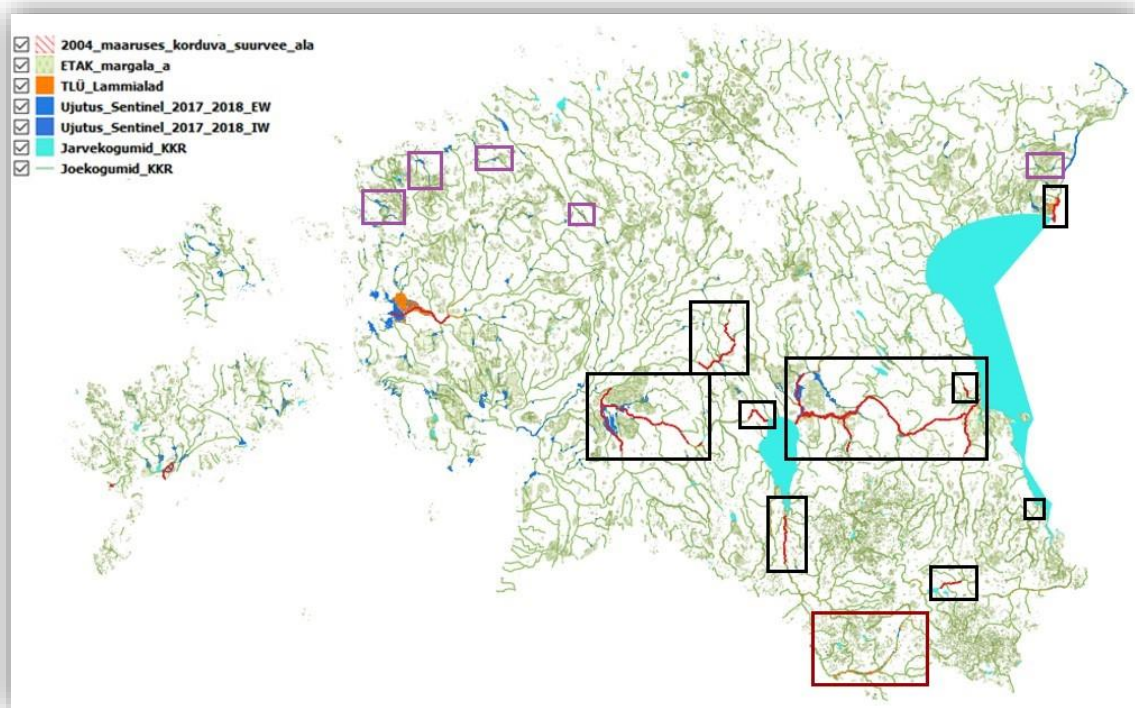 2004_maaruses_korduva_suurvee_ala
ETAK_margala_a
TLÜ_Lammialad
Ujutus_Sentinel_2017_2018_EW
Ujutus_Sentinel_2017_2018_IW
Jarvekogumid_KKR
Joekogumid_KKR